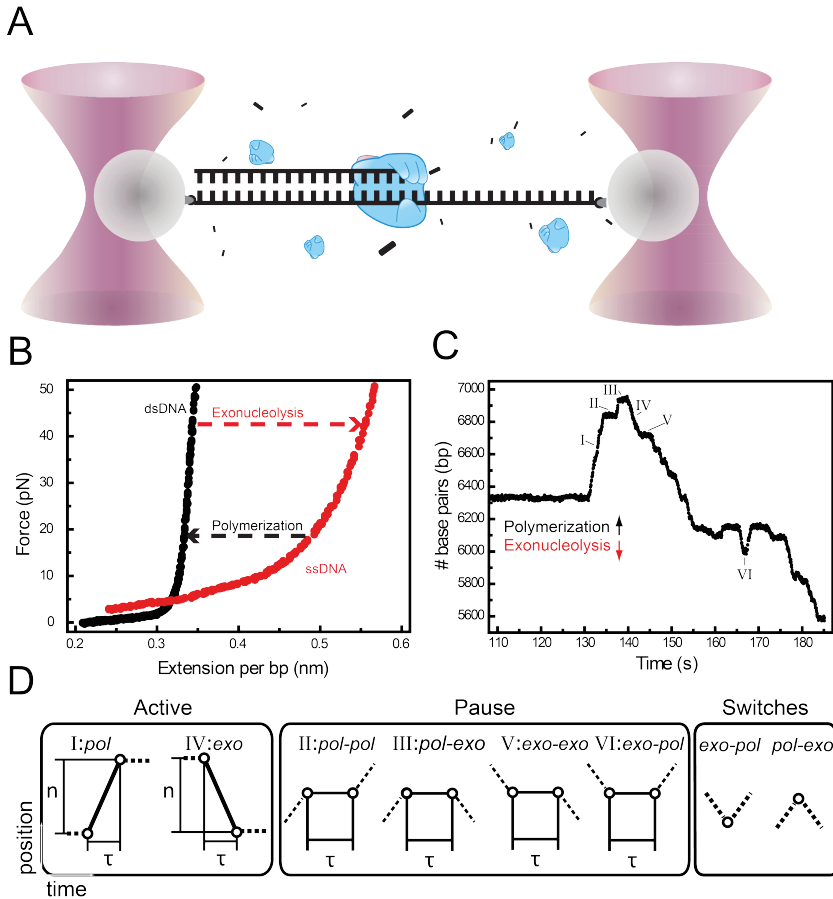 A
B
50
40
30
20
10
0
Force (pN)
dsDNA
Exonucleolysis
Polymerization
ssDNA
0.2
0.3
0.4
0.5
0.6
Extension per bp (nm)
C
7000
6800
6600
6400
6200
6000
5800
5600
# base pairs (bp)
III
II
IV
I
V
VI
Polymerization
Exonucleolysis
110
120
130
140
150
160
170
180
Time (s)
D
Active
Pause
Switches
I:pol
IV:exo
II:pol-pol
III:pol-exo
V:exo-exo
VI:exo-pol
exo-pol
pol-exo
n
n
τ
τ
τ
τ
τ
τ
position
time